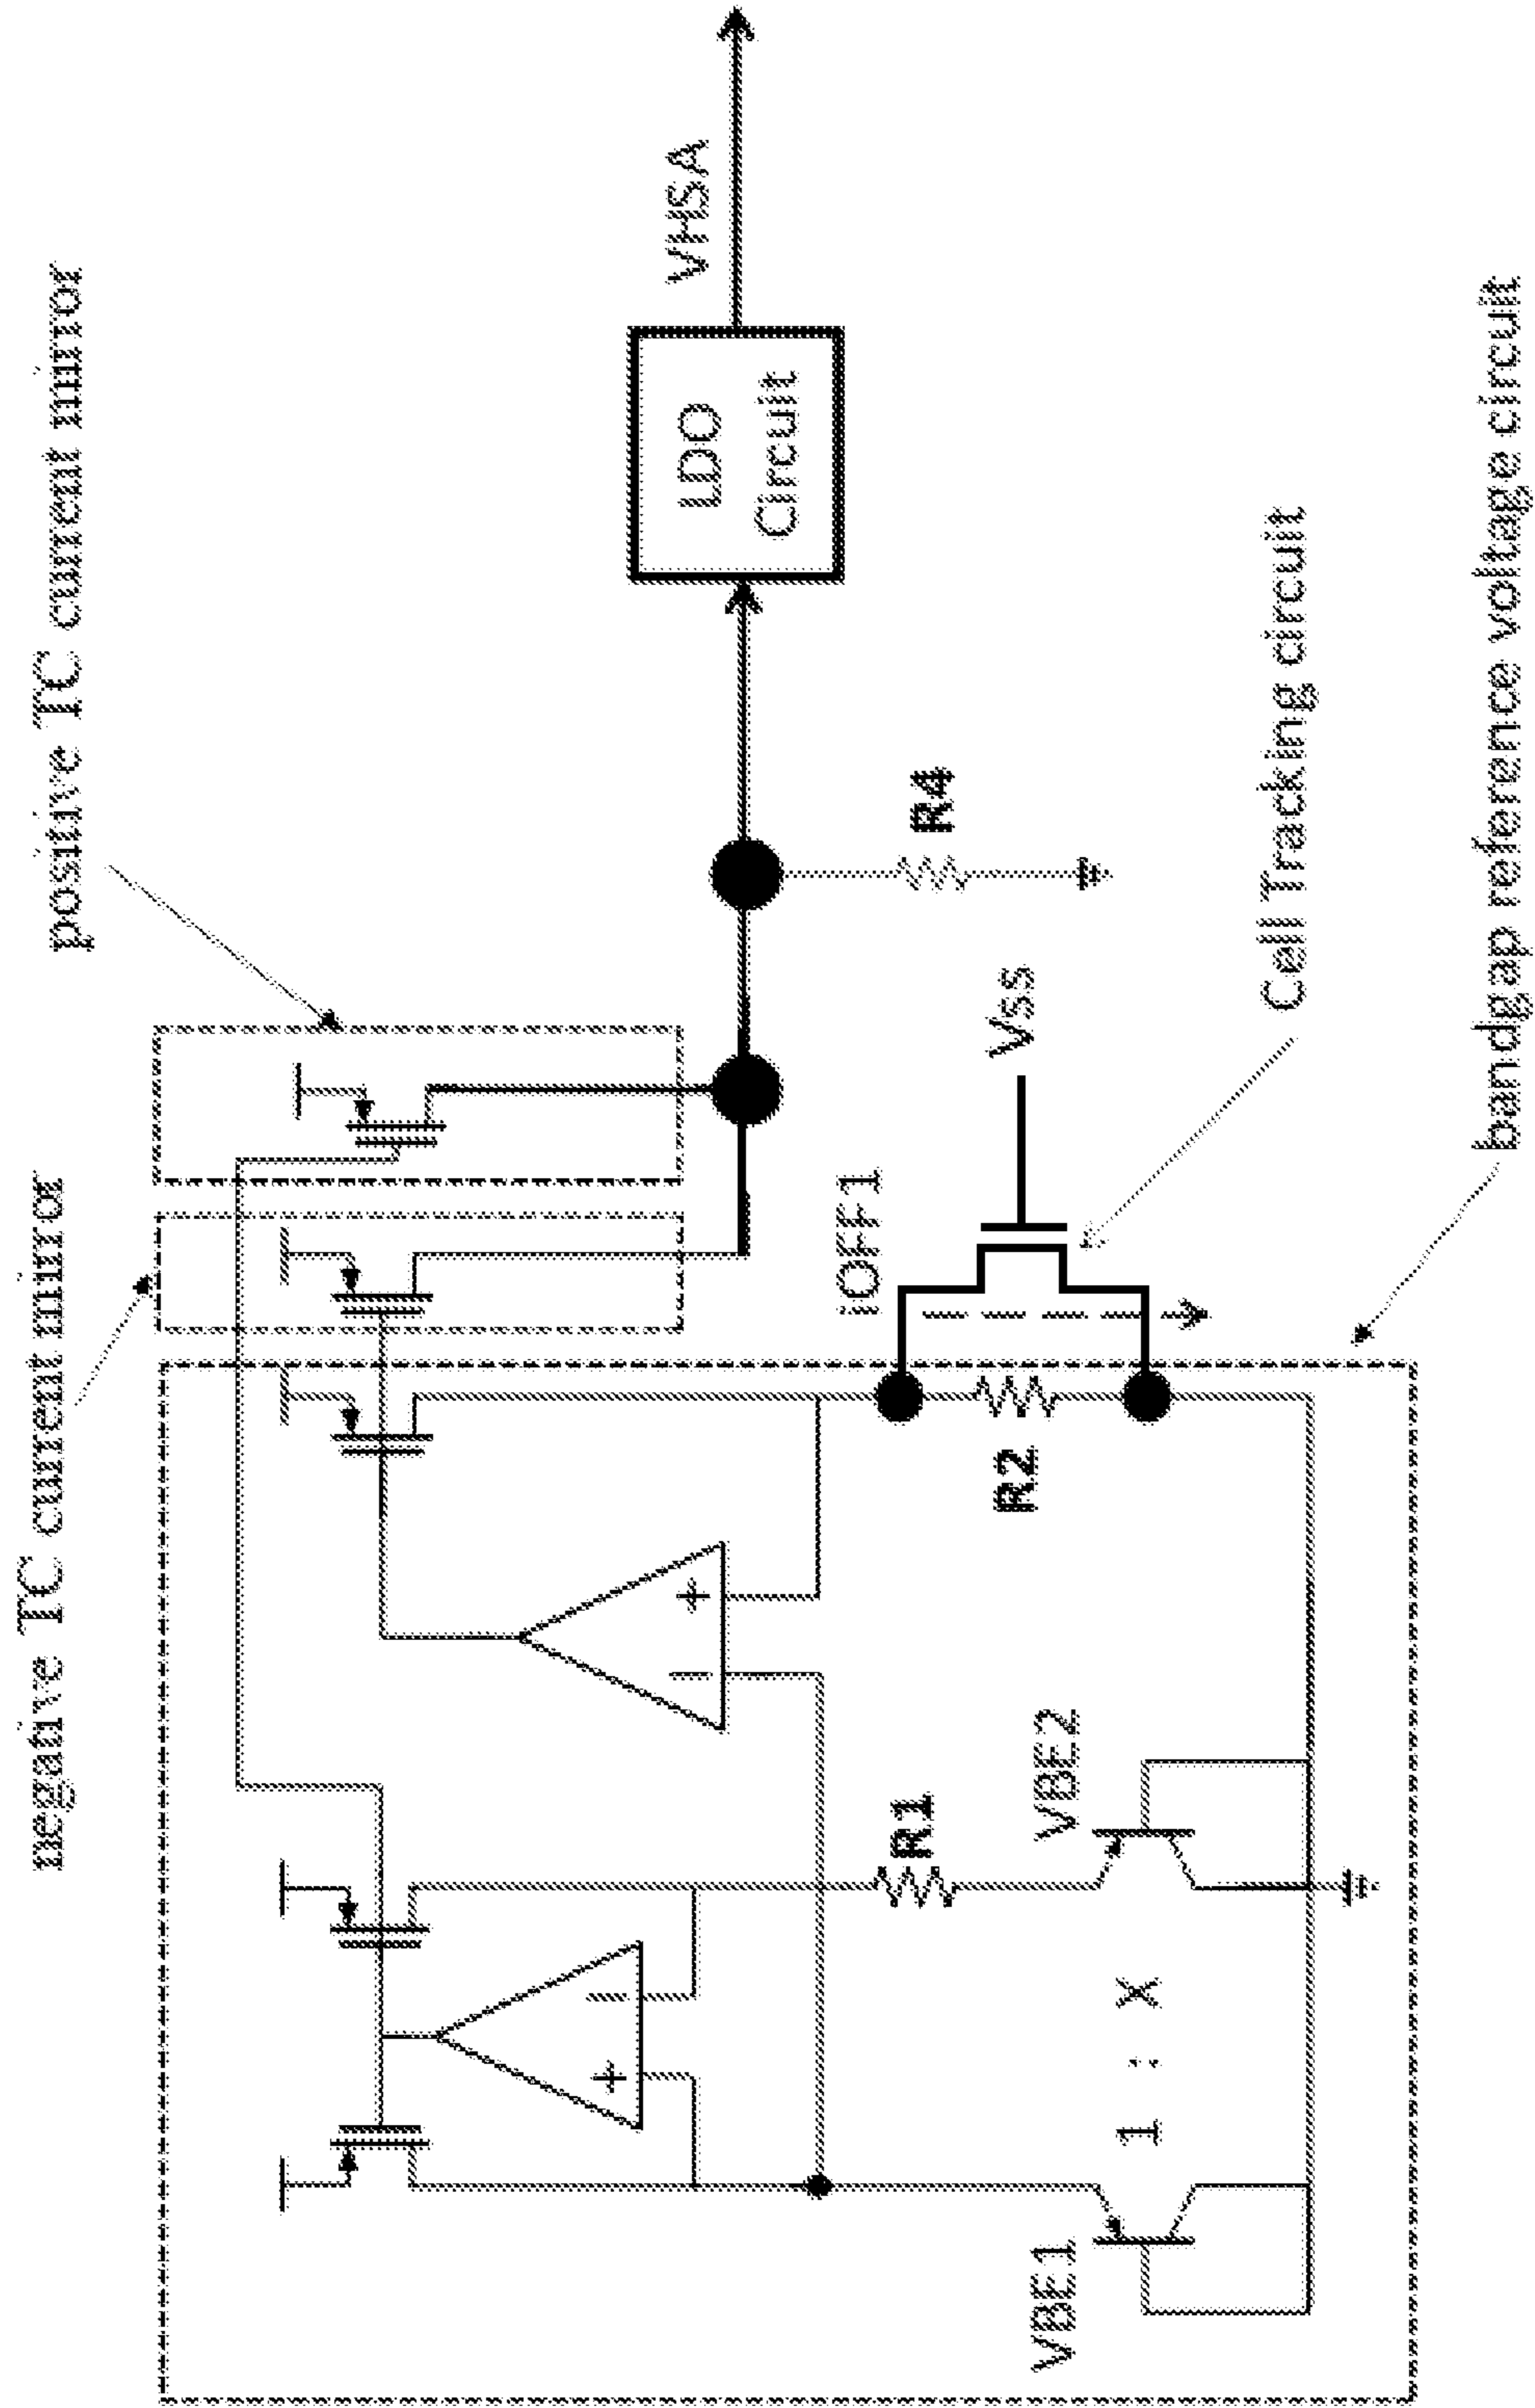 negative TC current mirror
positive TC current mirror
VHSA
LDO
Circuit
R4
iOFF1
Vss
R2
R1
VBE2
VBE1
1 : X
+
-
+
-
Cell Tracking circuit
bandgap reference voltage circuit